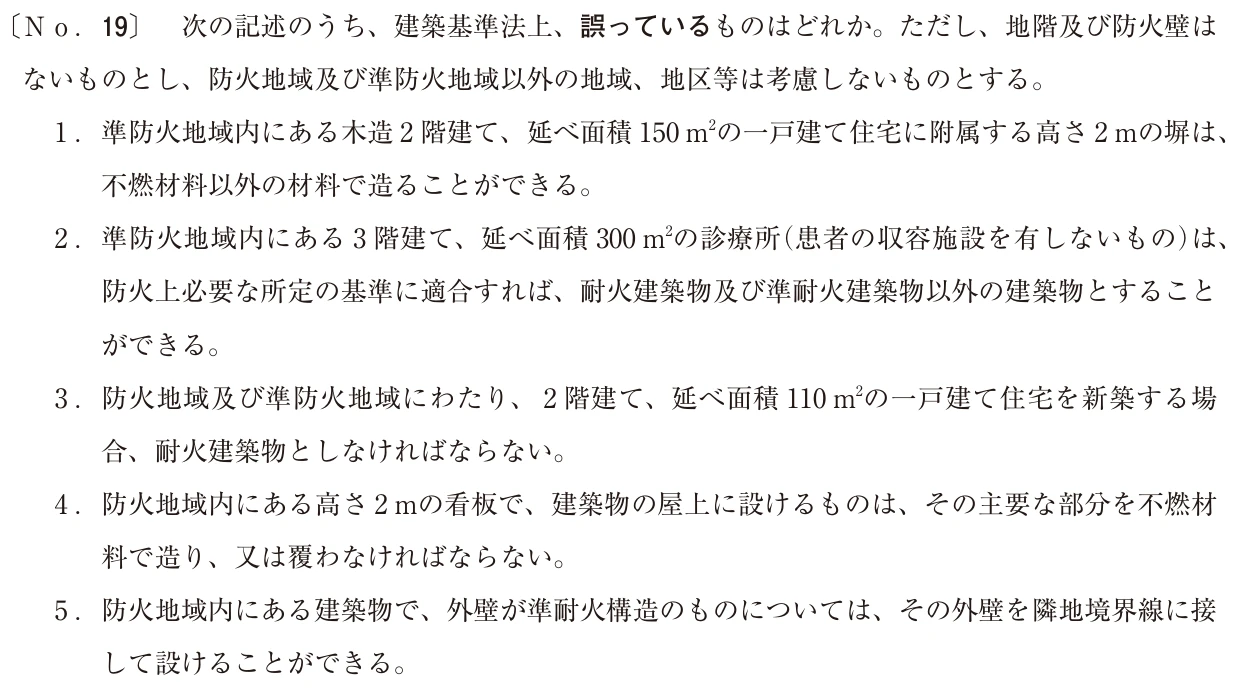 〔Ｎｏ．19〕　次の記述のうち、建築基準法上、誤っているものはどれか。ただし、地階及び防火壁は
ないものとし、防火地域及び準防火地域以外の地域、地区等は考慮しないものとする。
1．準防火地域内にある木造２階建て、延べ面積 150 m²の一戸建て住宅に附属する高さ２mの塀は、
不燃材料以外の材料で造ることができる。
2．準防火地域内にある３階建て、延べ面積 300 m²の診療所(患者の収容施設を有しないもの)は、
防火上必要な所定の基準に適合すれば、耐火建築物及び準耐火建築物以外の建築物とすること
ができる。
3．防火地域及び準防火地域にわたり、２階建て、延べ面積 110 m²の一戸建て住宅を新築する場
合、耐火建築物としなければならない。
4．防火地域内にある高さ２mの看板で、建築物の屋上に設けるものは、その主要な部分を不燃材
料で造り、又は覆わなければならない。
5．防火地域内にある建築物で、外壁が準耐火構造のものについては、その外壁を隣地境界線に接
して設けることができる。